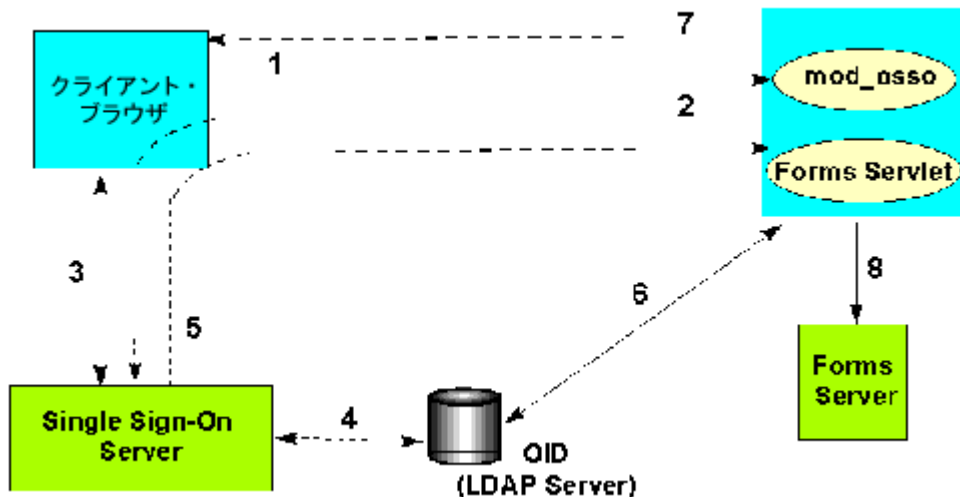 7
1
クライアント・
ブラウザ
mod_osso
2
Forms Servlet
3
8
6
5
Forms
Server
Single Sign-On
Server
4
OID
(LDAP Server)